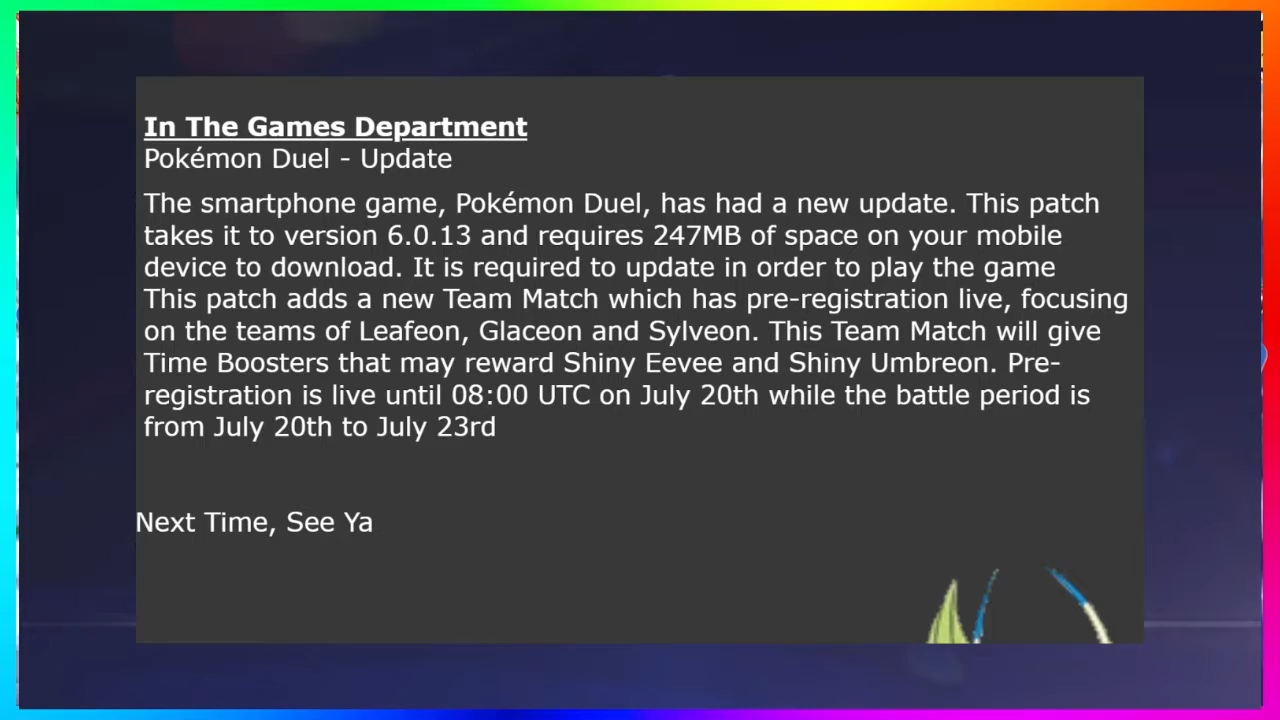 In The Games Department
Pokémon Duel - Update
The smartphone game, Pokémon Duel, has had a new update. This patch
takes it to version 6.0.13 and requires 247MB of space on your mobile
device to download. It is required to update in order to play the game
This patch adds a new Team Match which has pre-registration live, focusing
on the teams of Leafeon, Glaceon and Sylveon. This Team Match will give
Time Boosters that may reward Shiny Eevee and Shiny Umbreon. Pre-
registration is live until 08:00 UTC on July 20th while the battle period is
from July 20th to July 23rd
Next Time, See Ya